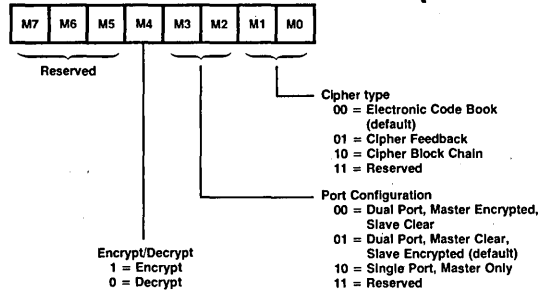 M7 M6 M5 M4 M3 M2 M1 M0
Reserved
Cipher type
00 = Electronic Code Book
(default)
01 = Cipher Feedback
10 = Cipher Block Chain
11 = Reserved
Port Configuration
00 = Dual Port, Master Encrypted,
Slave Clear
01 = Dual Port, Master Clear,
Slave Encrypted (default)
10 = Single Port, Master Only
11 = Reserved
Encrypt/Decrypt
1 = Encrypt
0 = Decrypt